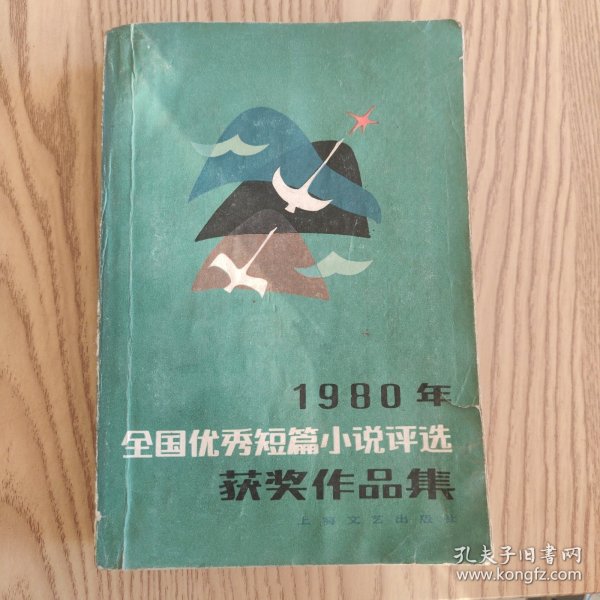 1980年
全国优秀短篇小说评选
获奖作品集
上海文艺出版社
孔夫子旧书网
www.kongfz.com